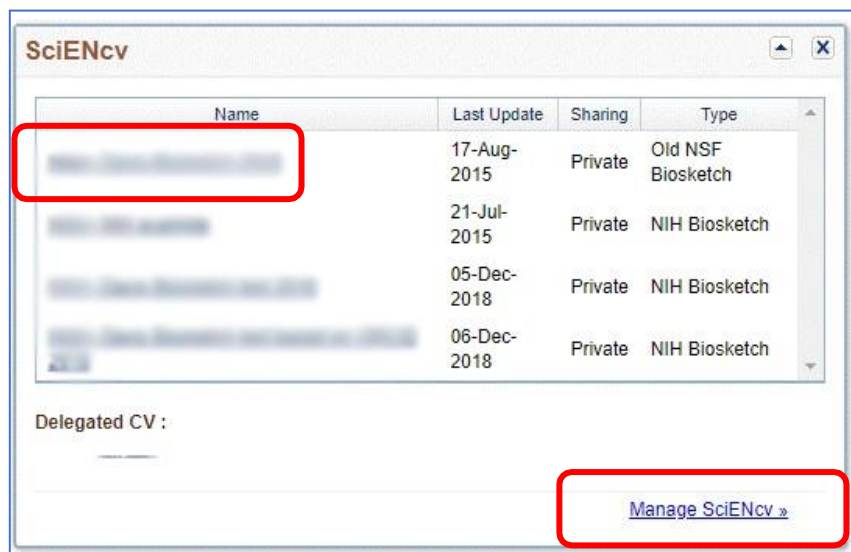 SciENcv
Name Last Update Sharing Type
17-Aug-
2015 Private Old NSF
Biosketch
21-Jul-
2015 Private NIH Biosketch
05-Dec-
2018 Private NIH Biosketch
06-Dec-
2018 Private NIH Biosketch
Delegated CV :
Manage SciENcv »